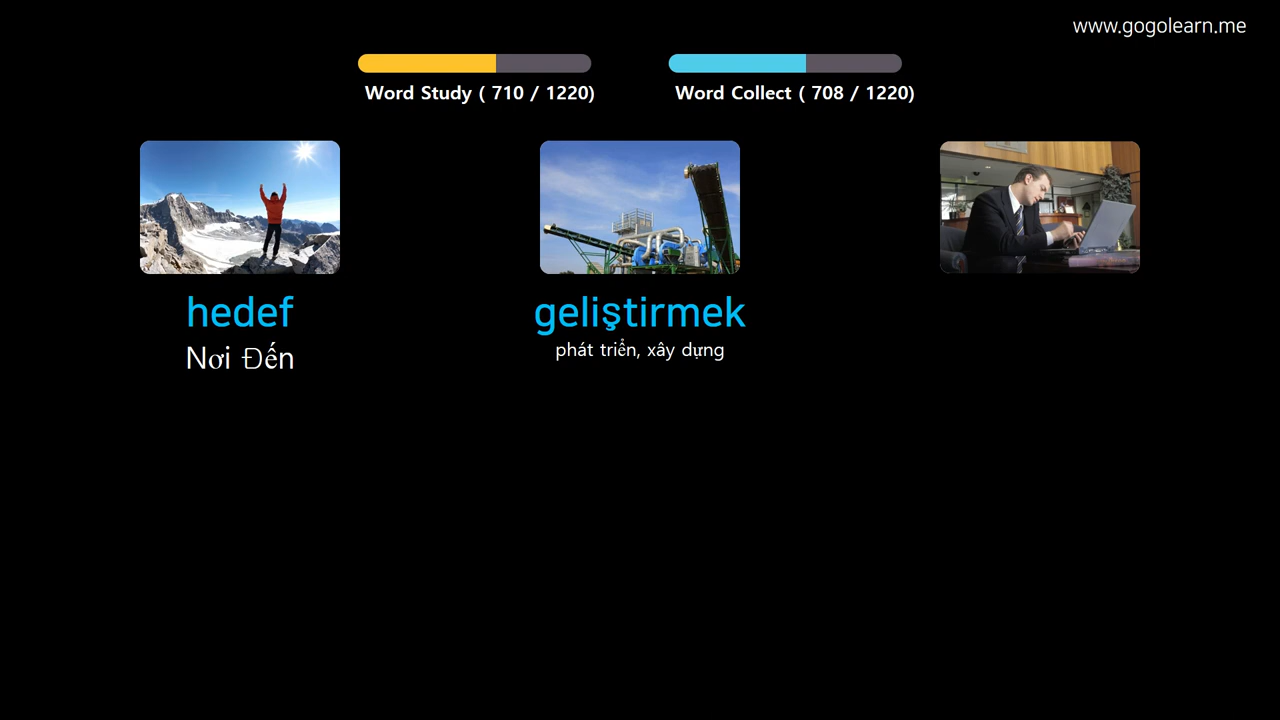 www.gogolearn.me
Word Study ( 710 / 1220)
Word Collect ( 708 / 1220)
hedef
Nơi Đến
geliştirmek
phát triển, xây dựng